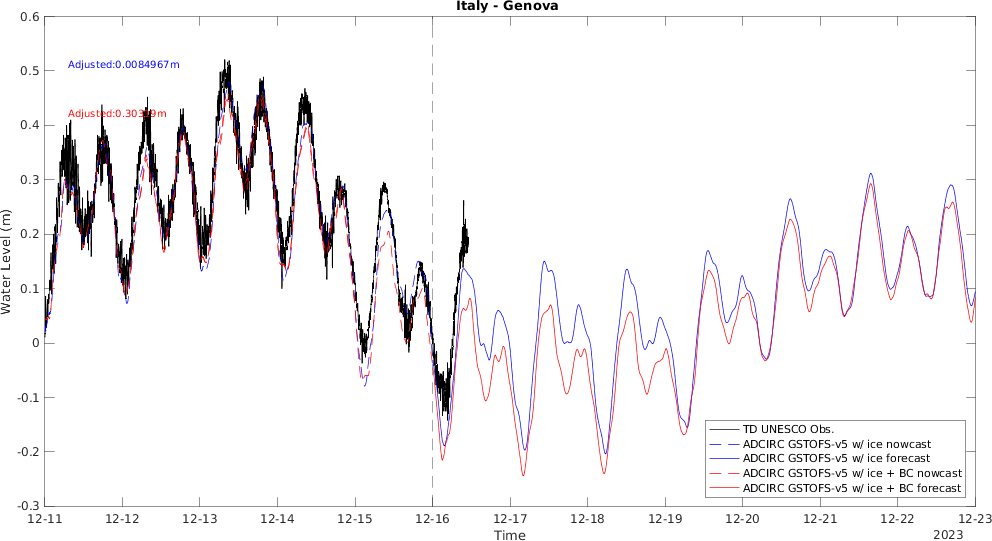 Italy - Genova
0.6
0.5
0.4
0.3
0.2
0.1
0
-0.1
-0.2
-0.3
Water Level (m)
Adjusted:0.0084967m
TD UNESCO Obs.
ADCIRC GSTOFS-v5 w/ ice nowcast
ADCIRC GSTOFS-v5 w/ ice forecast
ADCIRC GSTOFS-v5 w/ ice + BC nowcast
ADCIRC GSTOFS-v5 w/ ice + BC forecast
12-11
12-12
12-13
12-14
12-15
12-16
12-17
12-18
12-19
12-20
12-21
12-22
12-23
Time
2023